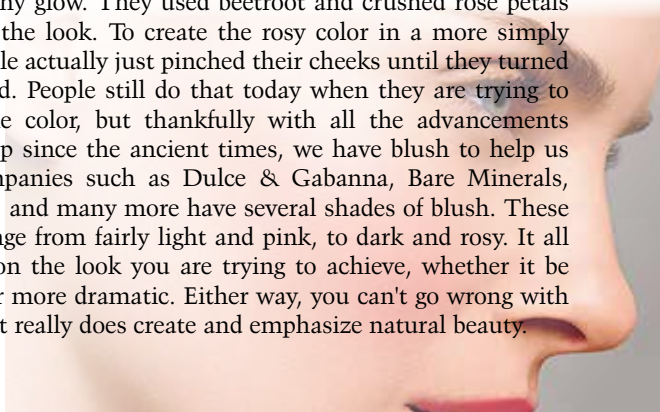 glow. They used beetroot and crushed rose petals
the look. To create the rosy color in a more simply
actually just pinched their cheeks until they turned
People still do that today when they are trying to
color, but thankfully with all the advancements
since the ancient times, we have blush to help us
such as Dulce & Gabanna, Bare Minerals,
and many more have several shades of blush. These
from fairly light and pink, to dark and rosy. It all
on the look you are trying to achieve, whether it be
more dramatic. Either way, you can't go wrong with
really does create and emphasize natural beauty.